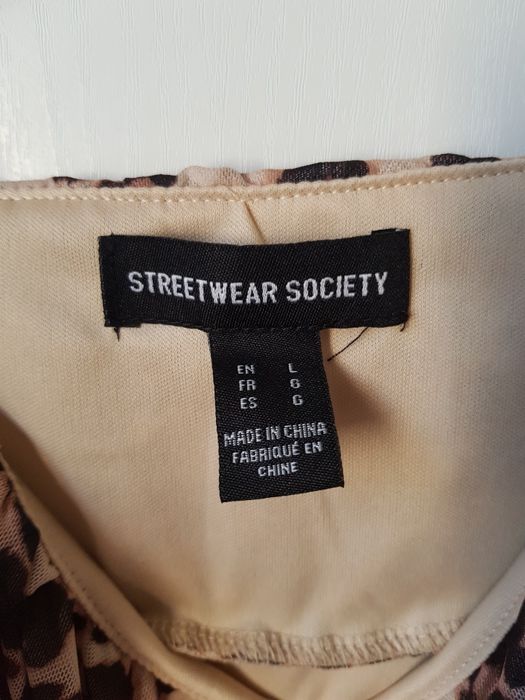 STREETWEAR SOCIETY
EN L
FR G
ES G
MADE IN CHINA
FABRIQUÉ EN
CHINE